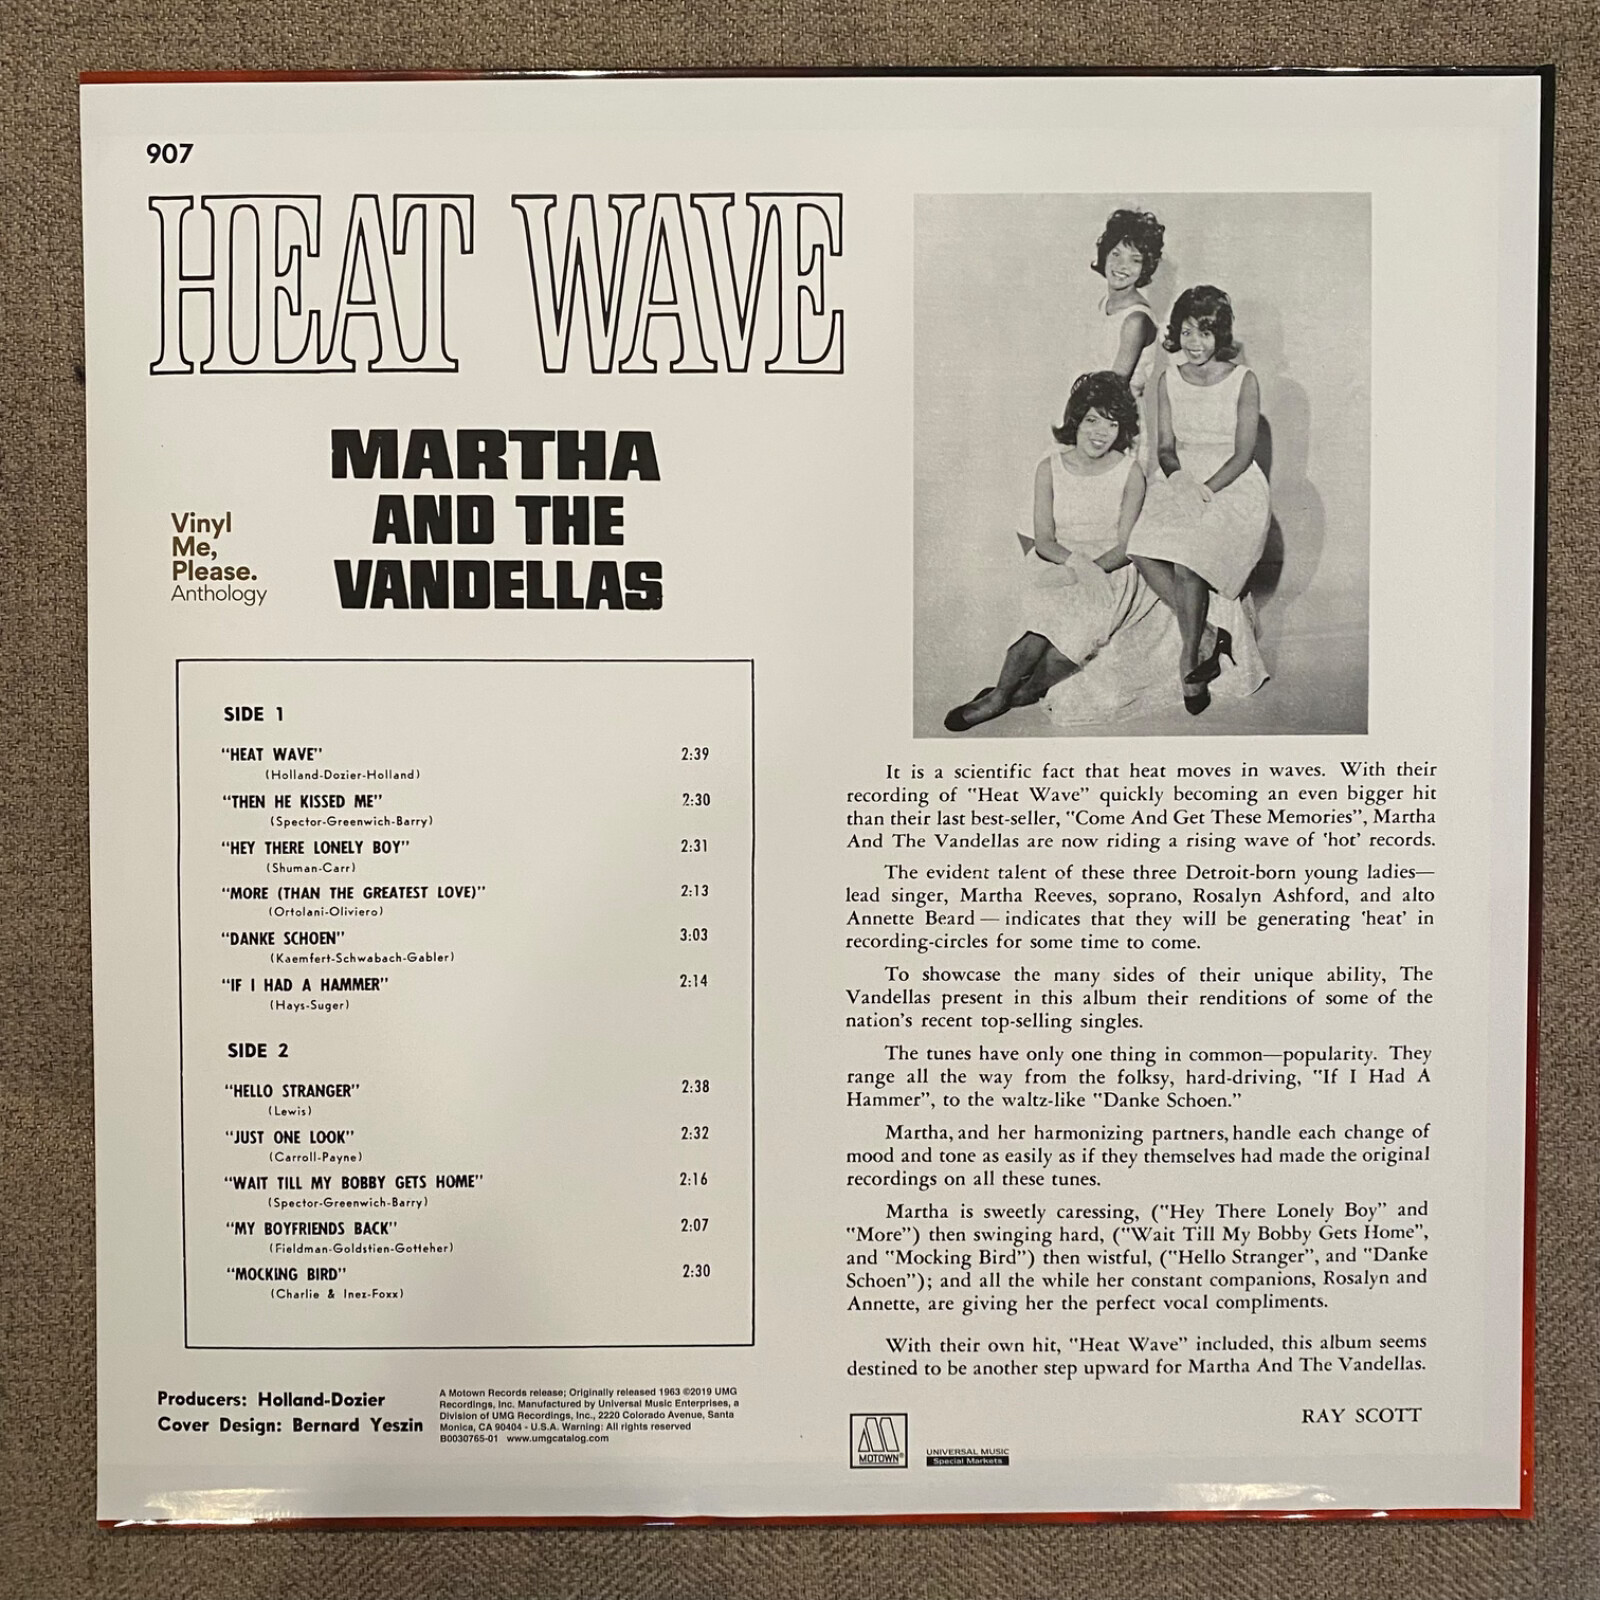 907
HEAT WAVE
MARTHA
AND THE
VANDELLAS
Vinyl
Me,
Please.
Anthology
SIDE 1
"HEAT WAVE" 2:39
(Holland-Dozier-Holland)
"THEN HE KISSED ME" 2:30
(Spector-Greenwich-Barry)
"HEY THERE LONELY BOY" 2:31
(Shuman-Carr)
"MORE (THAN THE GREATEST LOVE)" 2:13
(Ortolani-Oliviero)
"DANKE SCHOEN" 3:03
(Kaemfert-Schwabach-Gabler)
"IF I HAD A HAMMER" 2:14
(Hays-Suger)
SIDE 2
"HELLO STRANGER" 2:38
(Lewis)
"JUST ONE LOOK" 2:32
(Carroll-Payne)
"WAIT TILL MY BOBBY GETS HOME" 2:16
(Spector-Greenwich-Barry)
"MY BOYFRIENDS BACK" 2:07
(Fieldman-Goldstien-Gotteher)
"MOCKING BIRD" 2:30
(Charlie & Inez-Foxx)
Producers: Holland-Dozier
Cover Design: Bernard Yeszin
A Motown Records release; Originally released 1963 ©2019 UMG
Recordings, Inc. Manufactured by Universal Music Enterprises, a
Division of UMG Recordings, Inc., 2220 Colorado Avenue, Santa
Monica, CA 90404 - U.S.A. Warning: All rights reserved
B0030765-01 www.umgcatalog.com
It is a scientific fact that heat moves in waves. With their
recording of "Heat Wave" quickly becoming an even bigger hit
than their last best-seller, "Come And Get These Memories", Martha
And The Vandellas are now riding a rising wave of 'hot' records.
The evident talent of these three Detroit-born young ladies—
lead singer, Martha Reeves, soprano, Rosalyn Ashford, and alto
Annette Beard — indicates that they will be generating 'heat' in
recording-circles for some time to come.
To showcase the many sides of their unique ability, The
Vandellas present in this album their renditions of some of the
nation's recent top-selling singles.
The tunes have only one thing in common—popularity. They
range all the way from the folksy, hard-driving, "If I Had A
Hammer", to the waltz-like "Danke Schoen."
Martha, and her harmonizing partners, handle each change of
mood and tone as easily as if they themselves had made the original
recordings on all these tunes.
Martha is sweetly caressing, ("Hey There Lonely Boy" and
"More") then swinging hard, ("Wait Till My Bobby Gets Home",
and "Mocking Bird") then wistful, ("Hello Stranger", and "Danke
Schoen"); and all the while her constant companions, Rosalyn and
Annette, are giving her the perfect vocal compliments.
With their own hit, "Heat Wave" included, this album seems
destined to be another step upward for Martha And The Vandellas.
RAY SCOTT
MOTOWN®
UNIVERSAL MUSIC
Special Markets